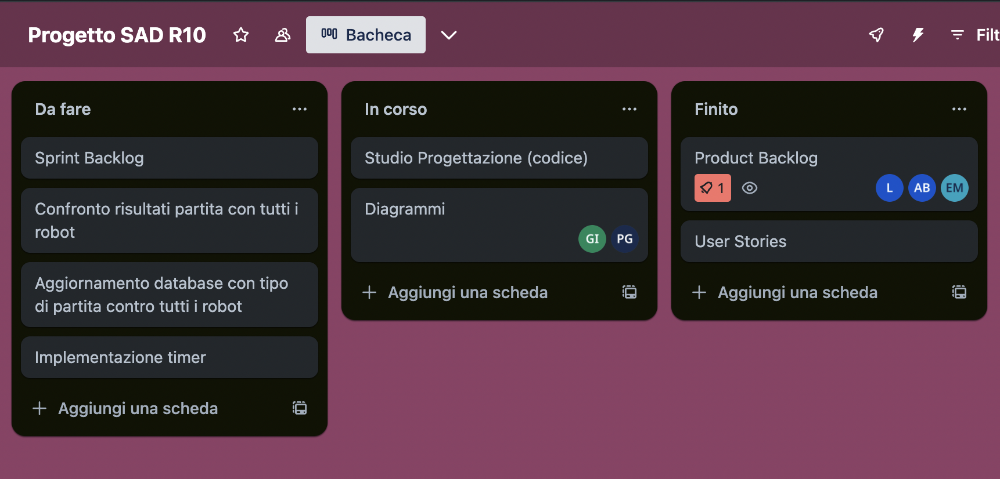 Progetto SAD R10
Bacheca
Filt
Da fare
Sprint Backlog
Confronto risultati partita con tutti i
robot
Aggiornamento database con tipo
di partita contro tutti i robot
Implementazione timer
Aggiungi una scheda
In corso
Studio Progettazione (codice)
Diagrammi
GI PG
Aggiungi una scheda
Finito
Product Backlog
1 L AB EM
User Stories
Aggiungi una scheda